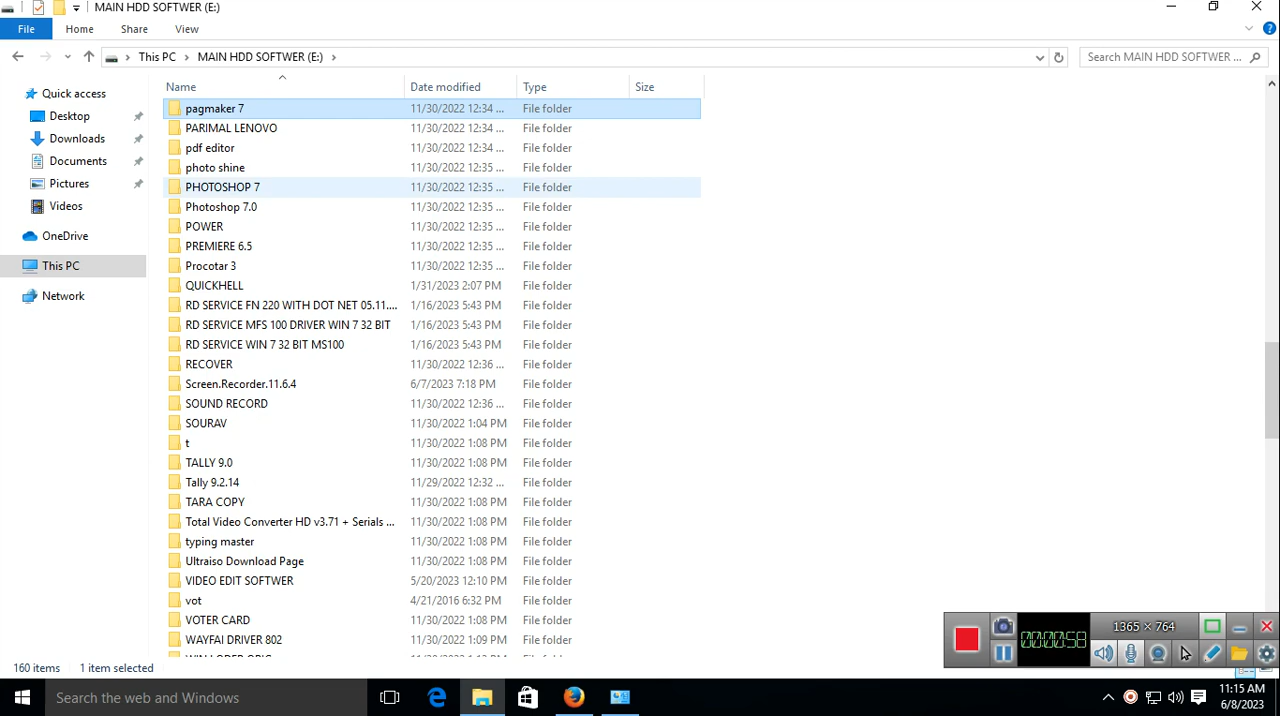 MAIN HDD SOFTWER (E:)
File Home Share View
This PC MAIN HDD SOFTWER (E:)
Search MAIN HDD SOFTWER ...
Name Date modified Type Size
Quick access
Desktop
Downloads
Documents
Pictures
Videos
OneDrive
This PC
Network
pagmaker 7 11/30/2022 12:34 ... File folder
PARIMAL LENOVO 11/30/2022 12:34 ... File folder
pdf editor 11/30/2022 12:34 ... File folder
photo shine 11/30/2022 12:35 ... File folder
PHOTOSHOP 7 11/30/2022 12:35 ... File folder
Photoshop 7.0 11/30/2022 12:35 ... File folder
POWER 11/30/2022 12:35 ... File folder
PREMIERE 6.5 11/30/2022 12:35 ... File folder
Procotar 3 11/30/2022 12:35 ... File folder
QUICKHELL 1/31/2023 2:07 PM File folder
RD SERVICE FN 220 WITH DOT NET 05.11.... 1/16/2023 5:43 PM File folder
RD SERVICE MFS 100 DRIVER WIN 7 32 BIT 1/16/2023 5:43 PM File folder
RD SERVICE WIN 7 32 BIT MS100 1/16/2023 5:43 PM File folder
RECOVER 11/30/2022 12:36 ... File folder
Screen.Recorder.11.6.4 6/7/2023 7:18 PM File folder
SOUND RECORD 11/30/2022 12:36 ... File folder
SOURAV 11/30/2022 1:04 PM File folder
t 11/30/2022 1:08 PM File folder
TALLY 9.0 11/30/2022 1:08 PM File folder
Tally 9.2.14 11/29/2022 12:32 ... File folder
TARA COPY 11/30/2022 1:08 PM File folder
Total Video Converter HD v3.71 + Serials ... 11/30/2022 1:08 PM File folder
typing master 11/30/2022 1:08 PM File folder
Ultraiso Download Page 11/30/2022 1:08 PM File folder
VIDEO EDIT SOFTWER 5/20/2023 12:10 PM File folder
vot 4/21/2016 6:32 PM File folder
VOTER CARD 11/30/2022 1:08 PM File folder
WAYFAI DRIVER 802 11/30/2022 1:09 PM File folder
160 items 1 item selected
00:00:58
1365 × 764
Search the web and Windows
11:15 AM
6/8/2023